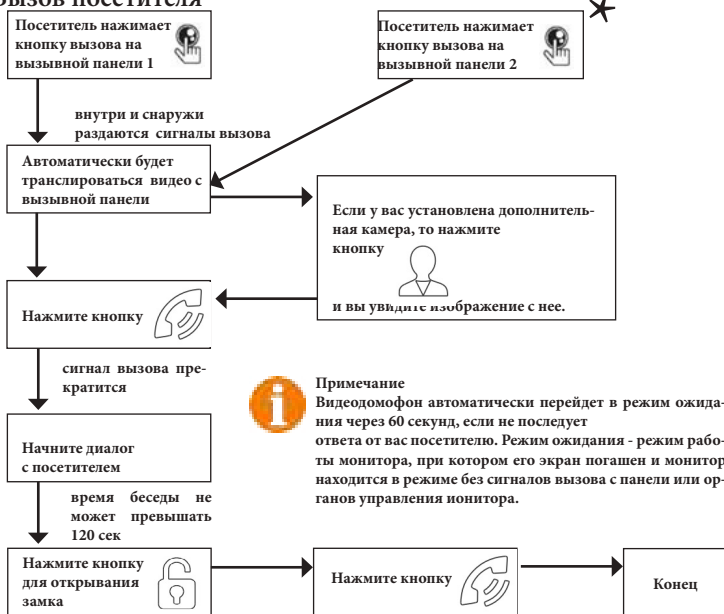 Вызов посетителя
Посетитель нажимает
кнопку вызова на
вызывной панели 1
Посетитель нажимает
кнопку вызова на
вызывной панели 2
внутри и снаружи
раздаются сигналы вызова
Автоматически будет
транслироваться видео с
вызывной панели
Если у вас установлена дополнитель-
ная камера, то нажмите
кнопку
и вы увидите изображение с нее.
Нажмите кнопку
сигнал вызова пре-
кратится
Примечание
Видеодомофон автоматически перейдет в режим ожида-
ния через 60 секунд, если не последует
ответа от вас посетителю. Режим ожидания - режим рабо-
ты монитора, при котором его экран погашен и монитор
находится в режиме без сигналов вызова с панели или ор-
ганов управления ионитора.
Начните диалог
с посетителем
время беседы не
может превышать
120 сек
Нажмите кнопку
для открывания
замка
Нажмите кнопку
Конец